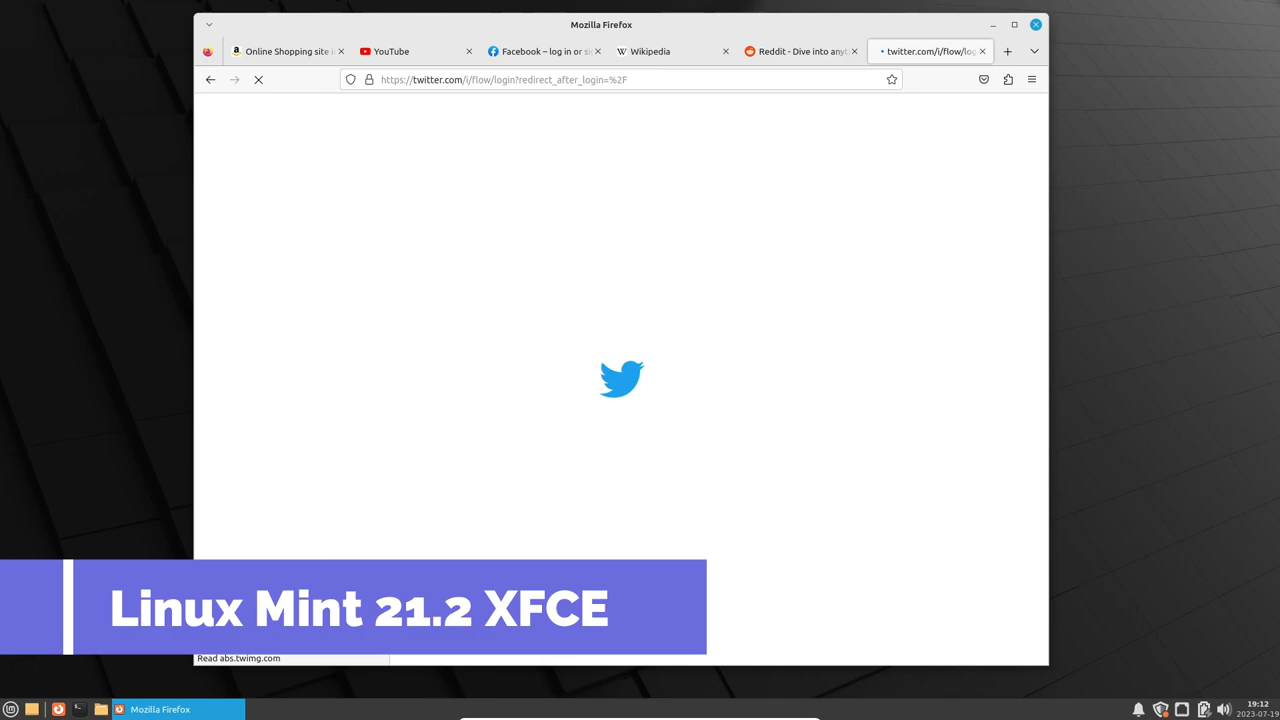 Mozilla Firefox
Online Shopping site i
YouTube
Facebook – log in or si
Wikipedia
Reddit - Dive into anyt
twitter.com/i/flow/log
https://twitter.com/i/flow/login?redirect_after_login=%2F
Linux Mint 21.2 XFCE
Read abs.twimg.com
Mozilla Firefox
19:12
2023-07-19